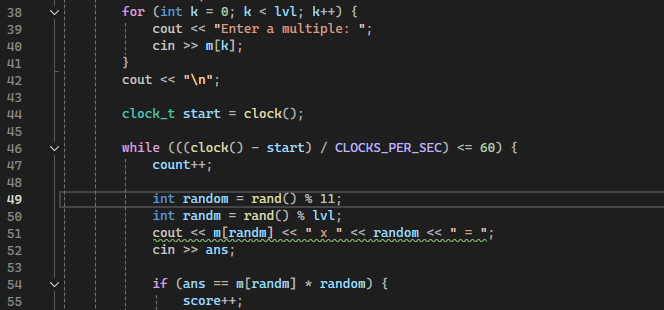 38 for (int k = 0; k < lvl; k++) {
39 cout << "Enter a multiple: ";
40 cin >> m[k];
41 }
42 cout << "\n";
43
44 clock_t start = clock();
45
46 while (((clock() - start) / CLOCKS_PER_SEC) <= 60) {
47 count++;
48
49 int random = rand() % 11;
50 int randm = rand() % lvl;
51 cout << m[randm] << " x " << random << " = ";
52 cin >> ans;
53
54 if (ans == m[randm] * random) {
55 score++;